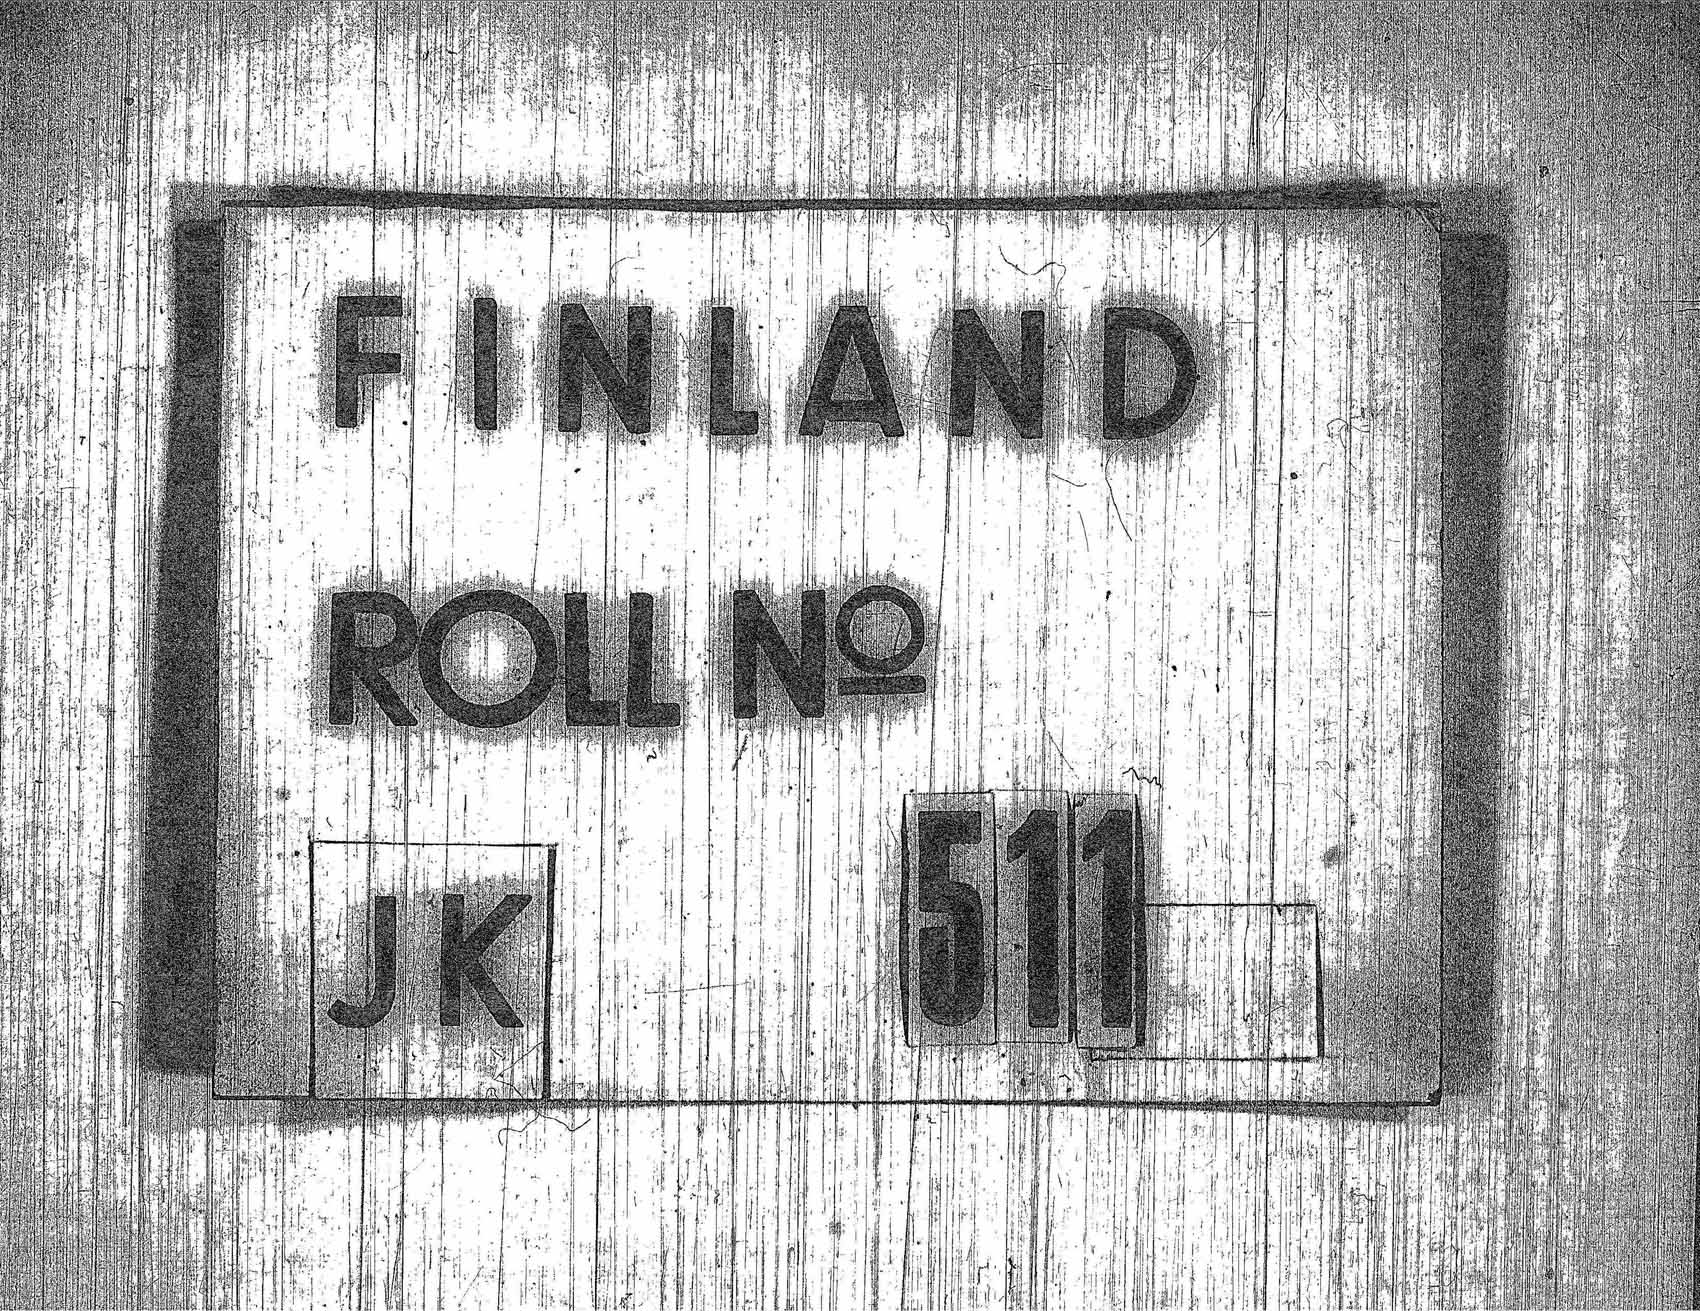 FINLAND
ROLL Nº
JK 511